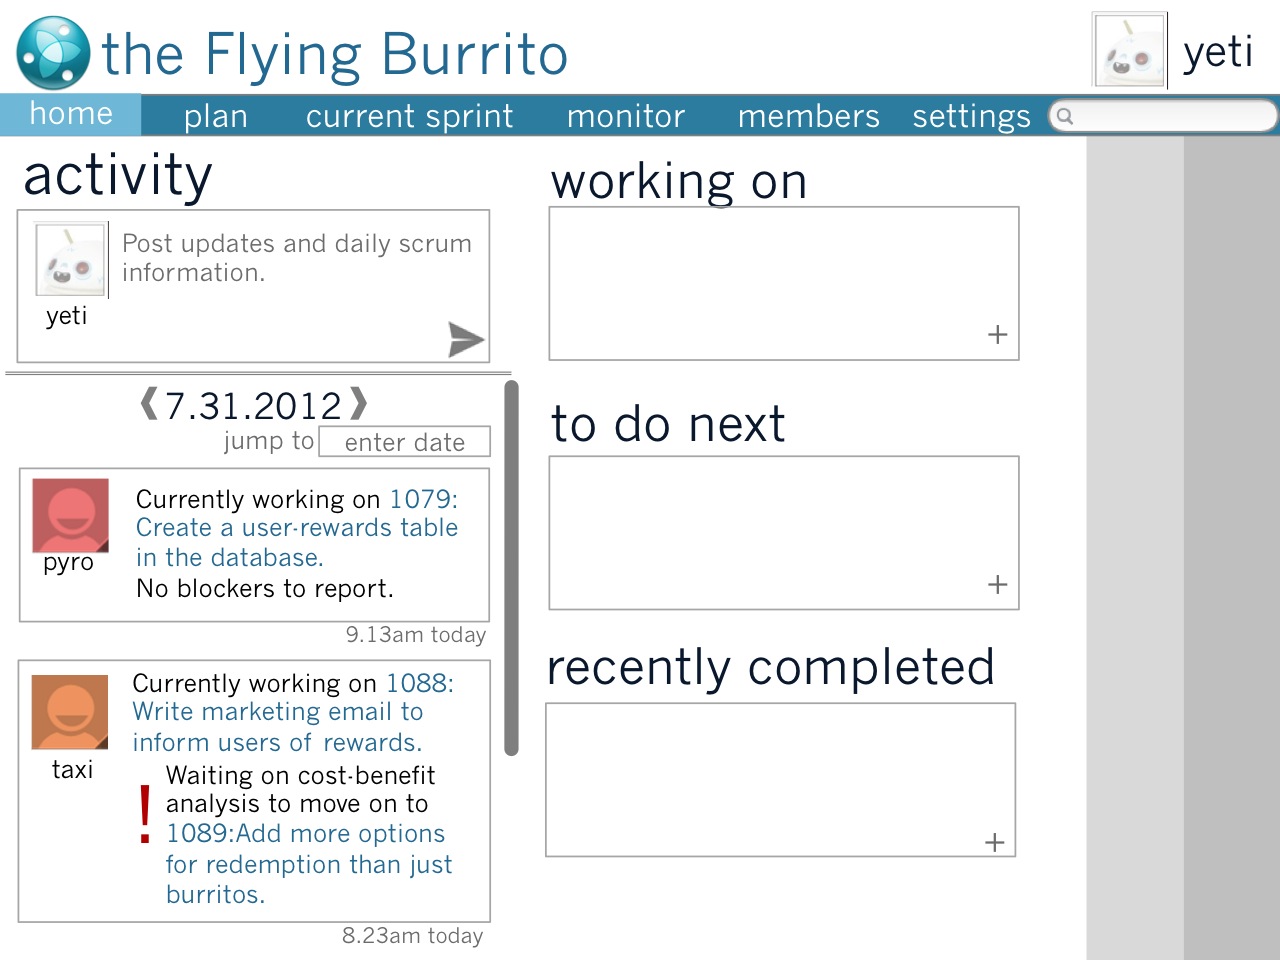 the Flying Burrito
yeti
home plan current sprint monitor members settings
activity
Post updates and daily scrum
information.
yeti
7.31.2012
jump to enter date
Currently working on 1079:
Create a user-rewards table
in the database.
No blockers to report.
pyro
9.13am today
Currently working on 1088:
Write marketing email to
inform users of rewards.
taxi
! Waiting on cost-benefit
analysis to move on to
1089:Add more options
for redemption than just
burritos.
8.23am today
working on
+
to do next
+
recently completed
+